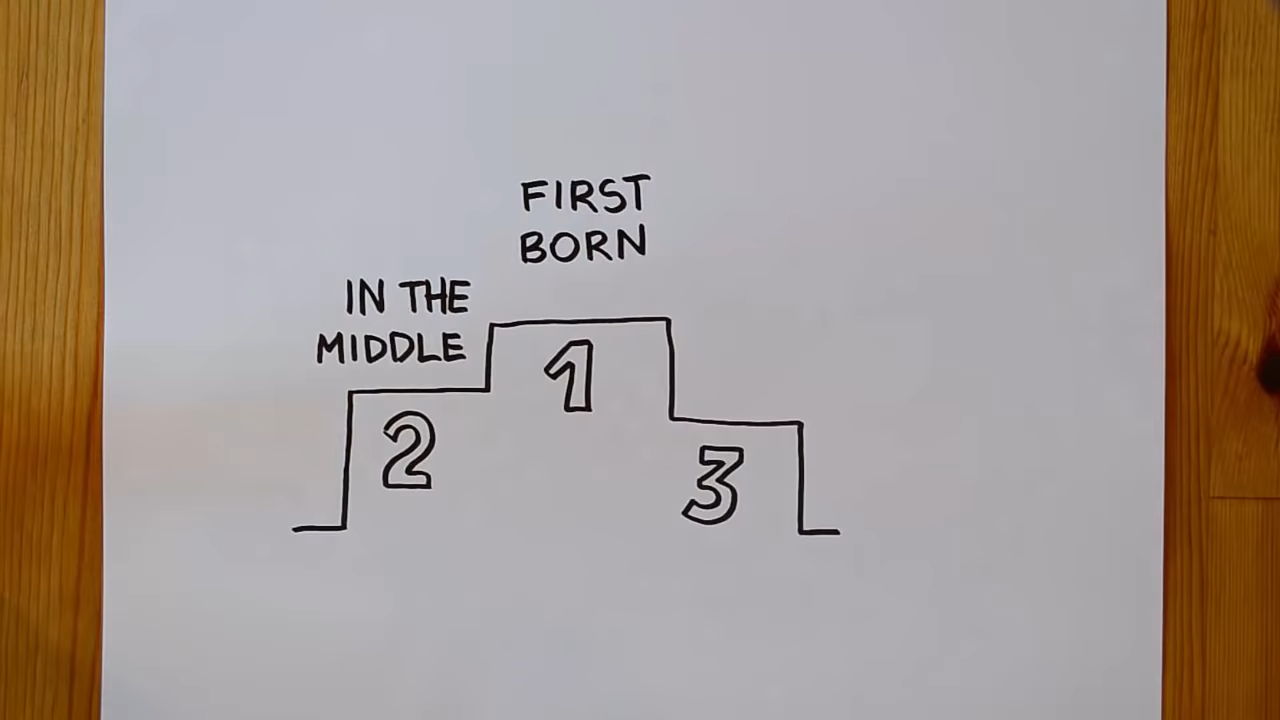 FIRST
BORN
IN THE
MIDDLE
1
2
3